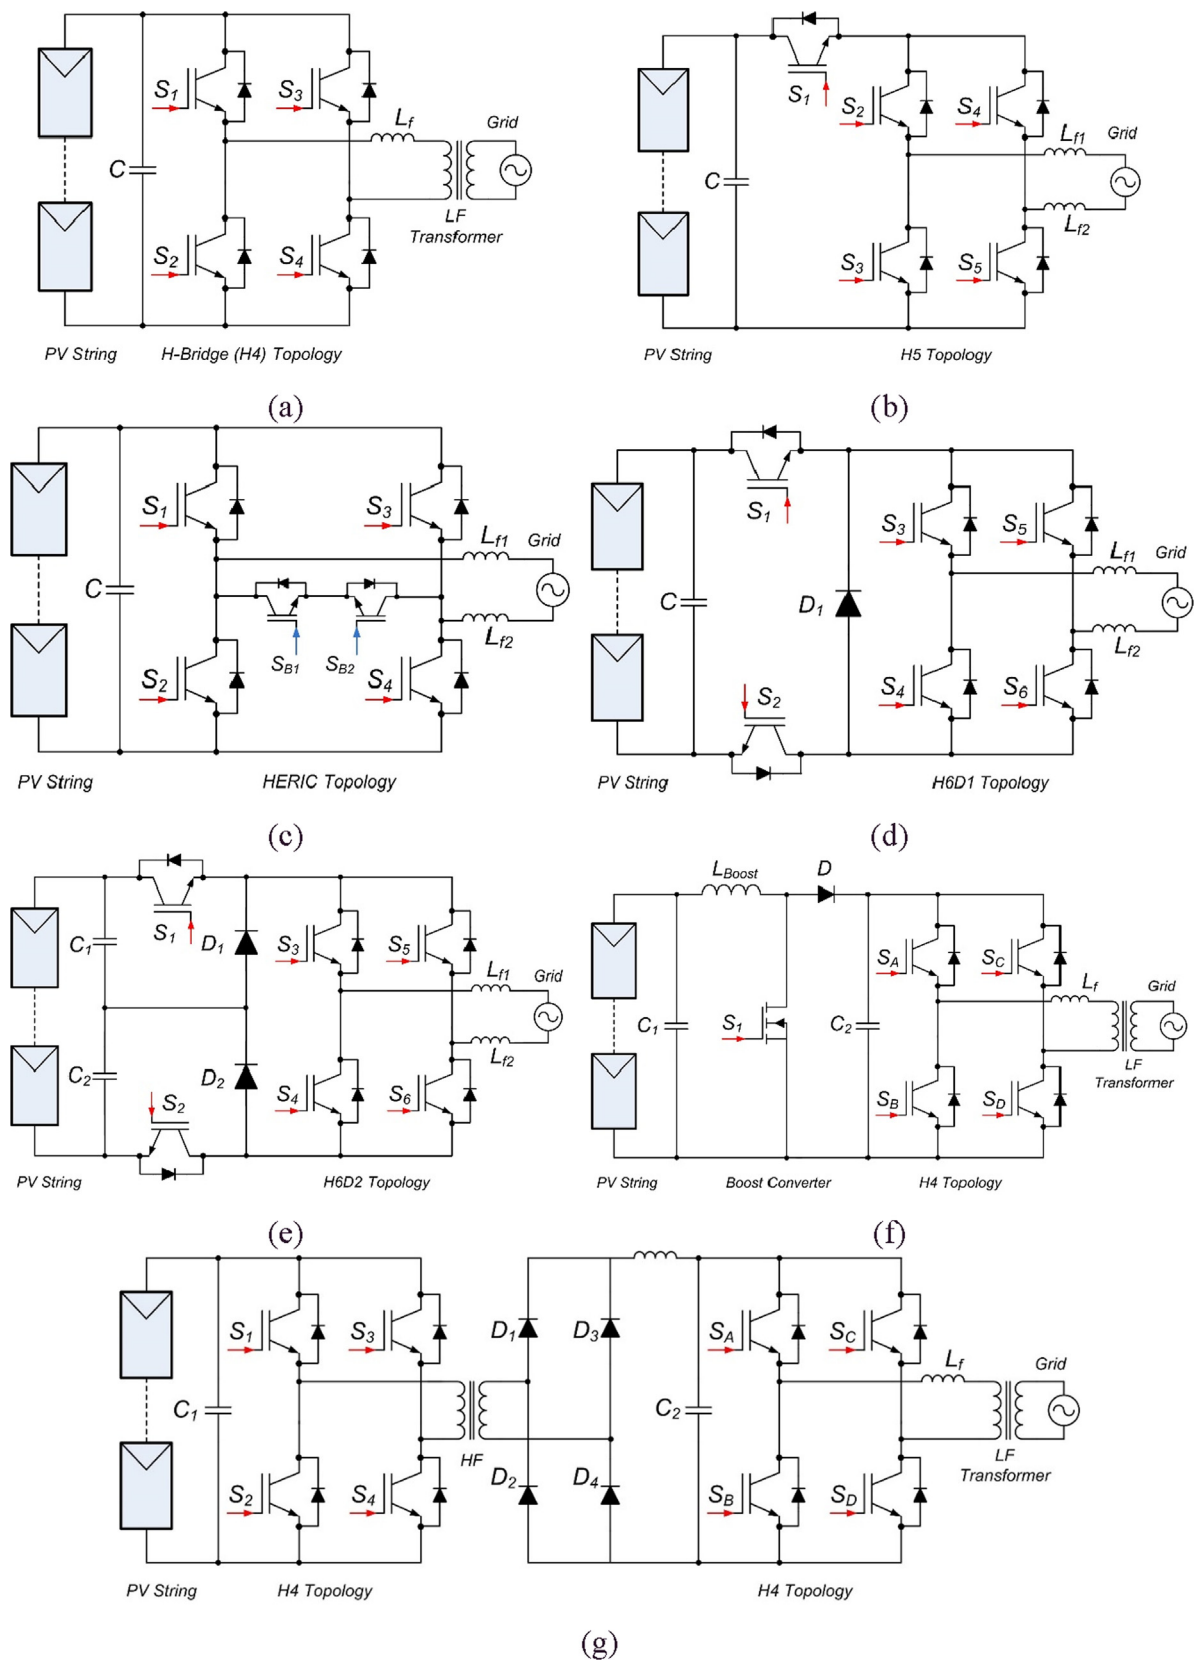 S1
S3
Lf
Grid
C
LF
Transformer
S2
S4
PV String
H-Bridge (H4) Topology
(a)
S1
S2
S4
Lf1
Grid
C
Lf2
S3
S5
PV String
H5 Topology
(b)
S1
S3
Lf1
Grid
C
SB1
SB2
Lf2
S2
S4
PV String
HERIC Topology
(c)
S1
S3
S5
Lf1
Grid
C
D1
Lf2
S4
S6
S2
PV String
H6D1 Topology
(d)
C1
S1
D1
S3
S5
Lf1
Grid
Lf2
C2
D2
S2
S4
S6
PV String
H6D2 Topology
(e)
LBoost
D
SA
SC
Lf
Grid
C1
S1
C2
LF
Transformer
SB
SD
PV String
Boost Converter
H4 Topology
(f)
S1
S3
D1
D3
SA
SC
Lf
Grid
C1
C2
HF
LF
Transformer
S2
S4
D2
D4
SB
SD
PV String
H4 Topology
H4 Topology
(g)